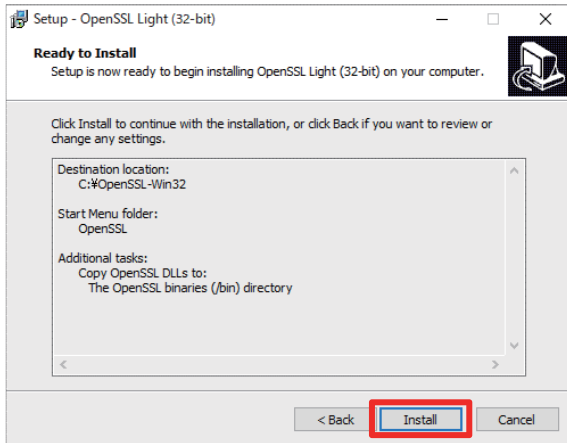 Setup - OpenSSL Light (32-bit)
Ready to Install
Setup is now ready to begin installing OpenSSL Light (32-bit) on your computer.
Click Install to continue with the installation, or click Back if you want to review or
change any settings.
Destination location:
C:¥OpenSSL-Win32
Start Menu folder:
OpenSSL
Additional tasks:
Copy OpenSSL DLLs to:
The OpenSSL binaries (/bin) directory
< Back Install Cancel